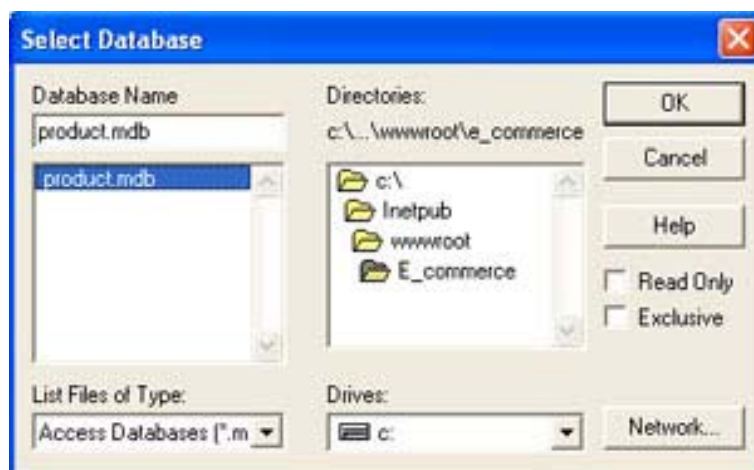 Select Database
Database Name
product.mdb
product.mdb
List Files of Type:
Access Databases (*.m
Directories:
c:\...\wwwroot\e_commerce
c:\
Inetpub
wwwroot
E_commerce
Drives:
c:
OK
Cancel
Help
Read Only
Exclusive
Network...